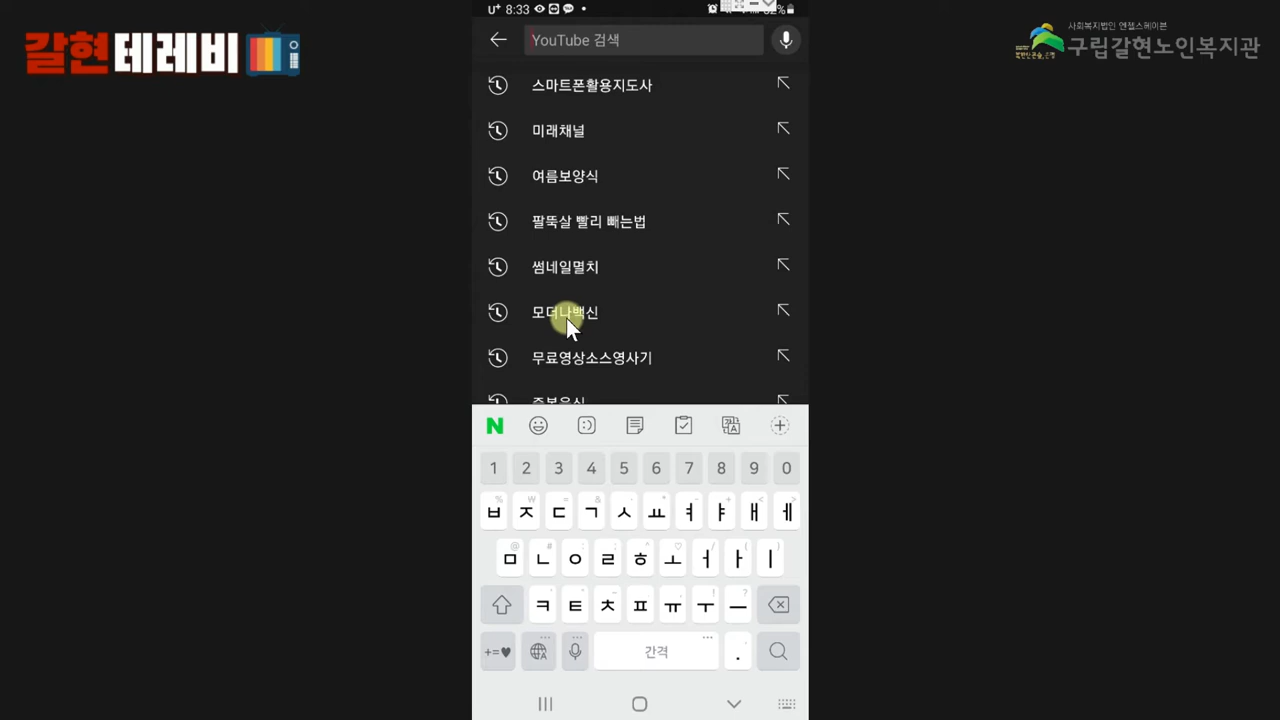 갈현테레비
사회복지법인 엔젤스헤이븐
구립갈현노인복지관
U+ 8:33
YouTube 검색
스마트폰활용지도사
미래채널
여름보양식
팔뚝살 빨리 빼는법
썸네일멸치
모더나백신
무료영상소스영사기
1 2 3 4 5 6 7 8 9 0
ㅂ ㅈ ㄷ ㄱ ㅅ ㅛ ㅕ ㅑ ㅐ ㅔ
ㅁ ㄴ ㅇ ㄹ ㅎ ㅗ ㅓ ㅏ ㅣ
ㅋ ㅌ ㅊ ㅍ ㅠ ㅜ ㅡ
+=♥ 간격 .